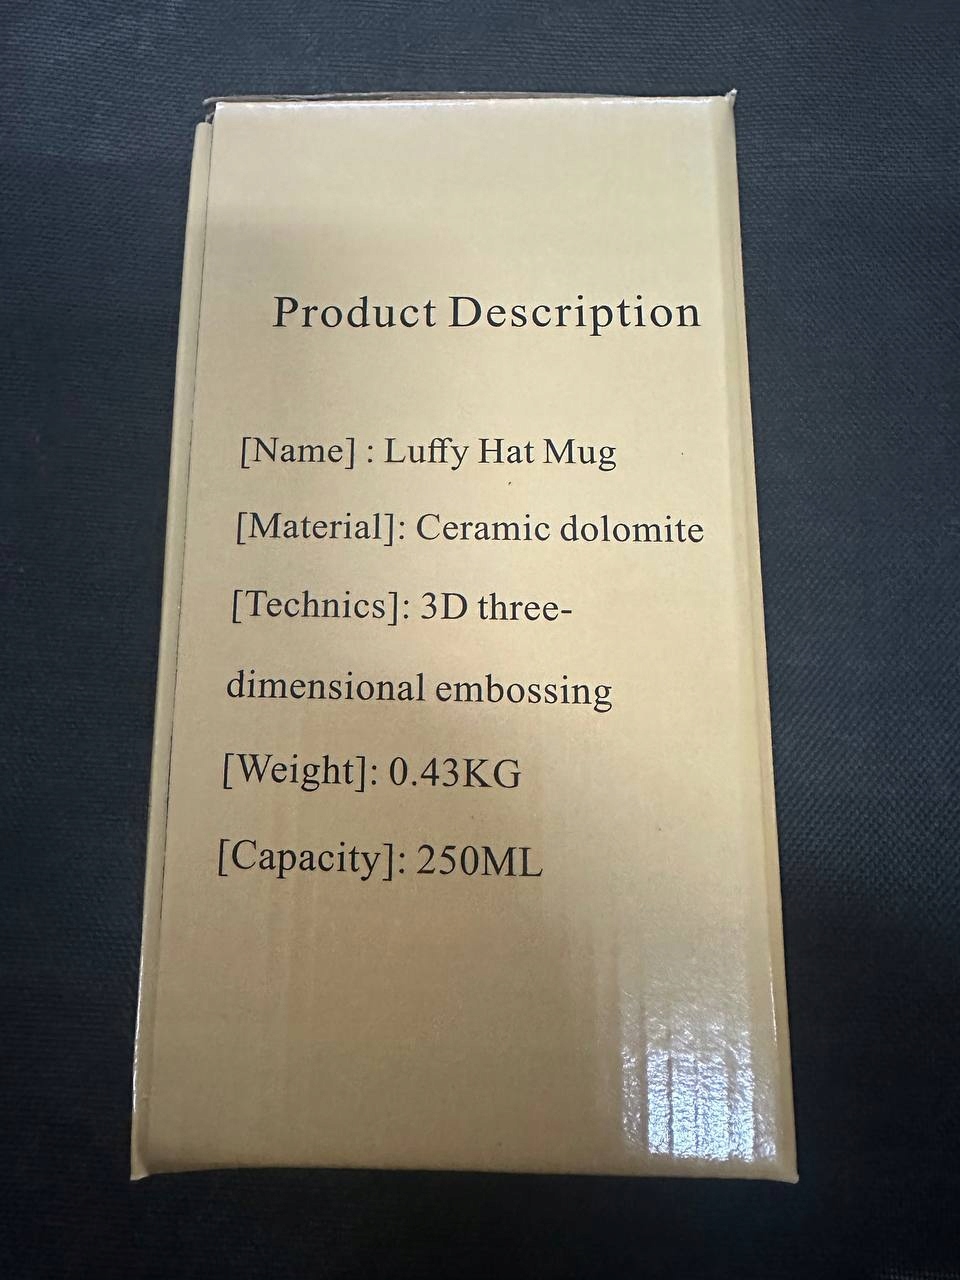 Product Description
[Name] : Luffy Hat Mug
[Material]: Ceramic dolomite
[Technics]: 3D three-
dimensional embossing
[Weight]: 0.43KG
[Capacity]: 250ML